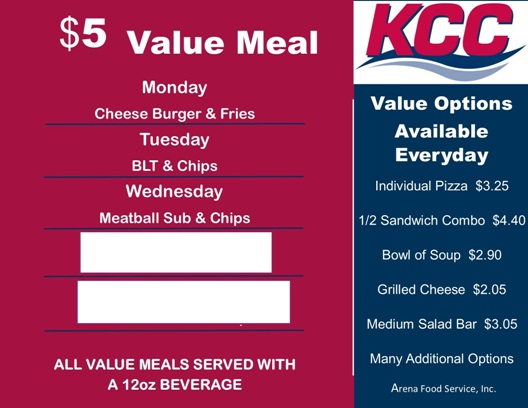 $5 Value Meal
Monday
Cheese Burger & Fries
Tuesday
BLT & Chips
Wednesday
Meatball Sub & Chips
ALL VALUE MEALS SERVED WITH
A 12oz BEVERAGE
KCC
Value Options
Available
Everyday
Individual Pizza $3.25
1/2 Sandwich Combo $4.40
Bowl of Soup $2.90
Grilled Cheese $2.05
Medium Salad Bar $3.05
Many Additional Options
Arena Food Service, Inc.